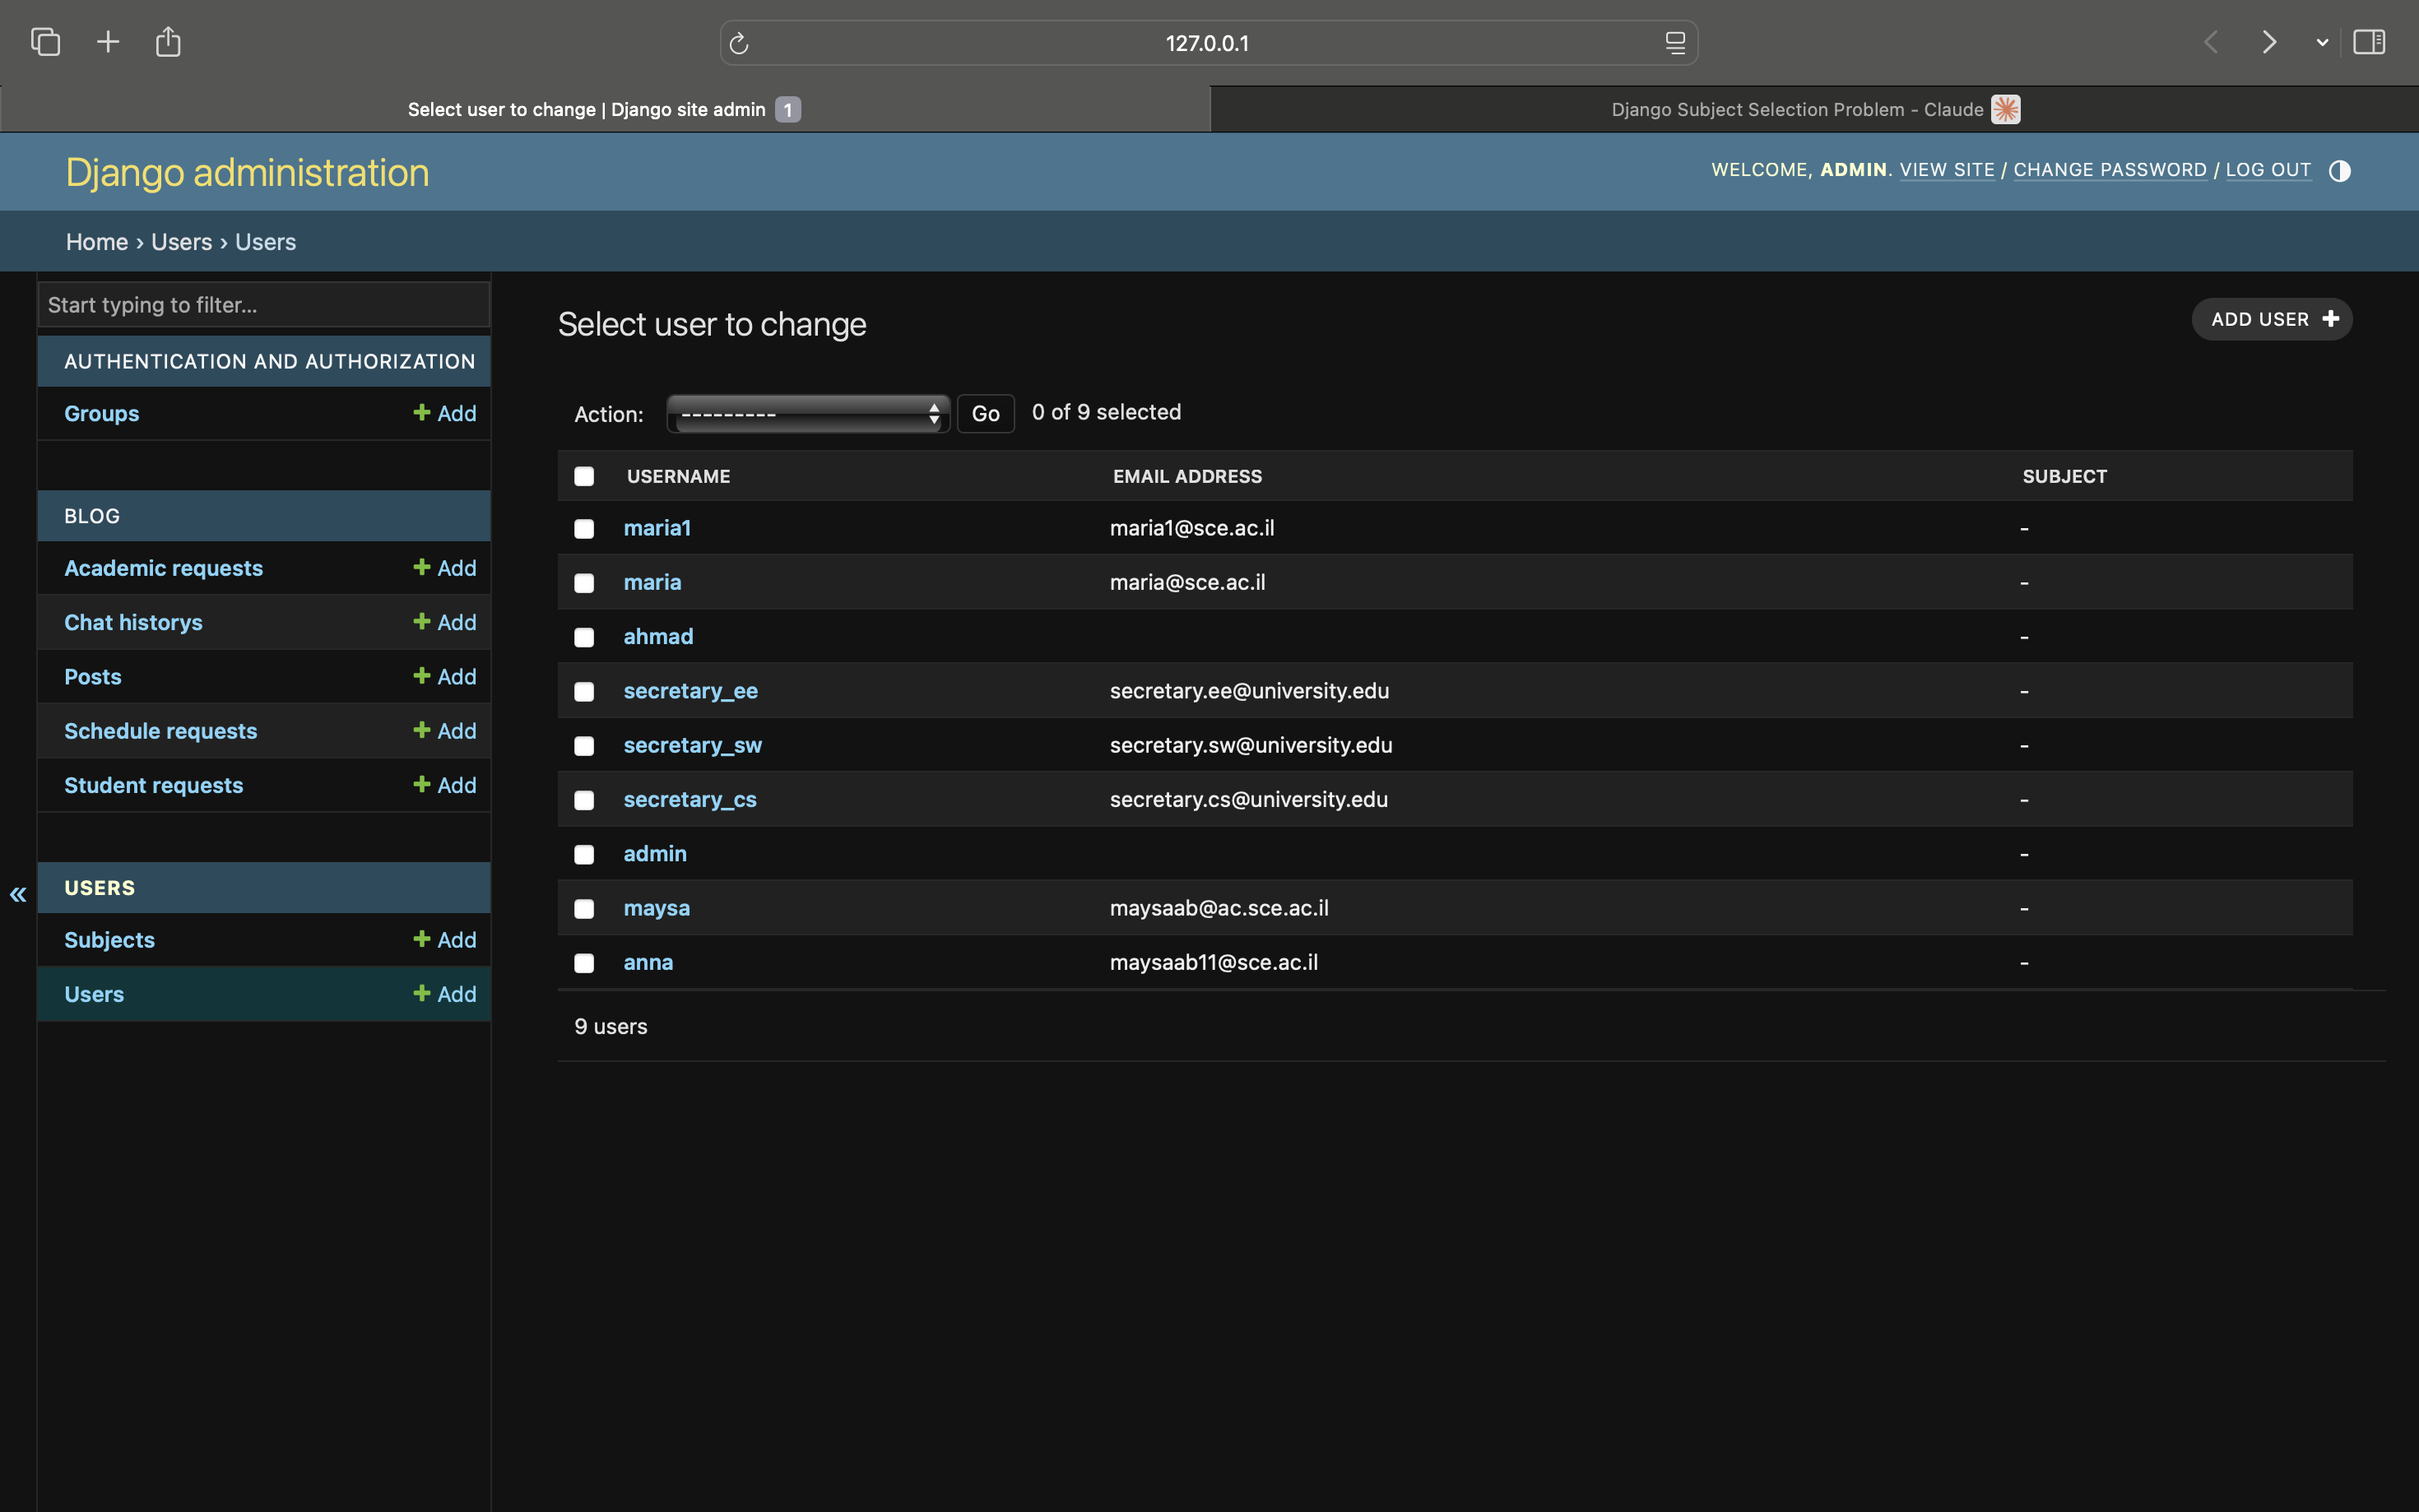 127.0.0.1
Select user to change | Django site admin 1
Django Subject Selection Problem - Claude
Django administration
WELCOME, ADMIN. VIEW SITE / CHANGE PASSWORD / LOG OUT
Home › Users › Users
Start typing to filter...
AUTHENTICATION AND AUTHORIZATION
Groups + Add
BLOG
Academic requests + Add
Chat historys + Add
Posts + Add
Schedule requests + Add
Student requests + Add
USERS
Subjects + Add
Users + Add
«
Select user to change
ADD USER +
Action: --------- Go 0 of 9 selected
USERNAME EMAIL ADDRESS SUBJECT
maria1 maria1@sce.ac.il -
maria maria@sce.ac.il -
ahmad -
secretary_ee secretary.ee@university.edu -
secretary_sw secretary.sw@university.edu -
secretary_cs secretary.cs@university.edu -
admin -
maysa maysaab@ac.sce.ac.il -
anna maysaab11@sce.ac.il -
9 users